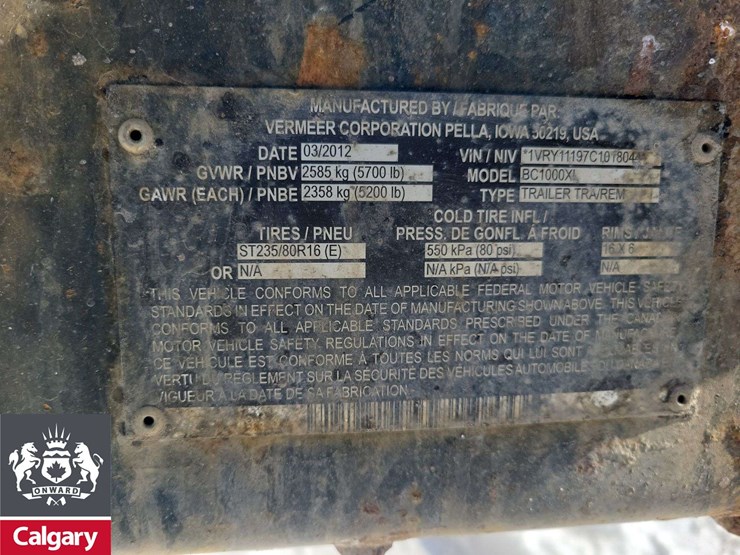 MANUFACTURED BY / FABRIQUE PAR:
VERMEER CORPORATION PELLA, IOWA 50219, USA
DATE 03/2012 VIN / NIV
GVWR / PNBV 2585 kg (5700 lb) MODEL BC1000XL
GAWR (EACH) / PNBE 2358 kg (5200 lb) TYPE TRAILER TRA/REM
COLD TIRE INFL /
TIRES / PNEU PRESS. DE GONFL. À FROID
ST235/80R16 (E) 550 kPa (80 psi) 16 X 6
OR N/A N/A kPa (N/A psi) N/A
THIS VEHICLE CONFORMS TO ALL APPLICABLE FEDERAL MOTOR VEHICLE
STANDARDS IN EFFECT ON THE DATE OF MANUFACTURING SHOWN ABOVE. THIS VEHICLE
CONFORMS TO ALL APPLICABLE STANDARDS PRESCRIBED UNDER THE
MOTOR VEHICLE SAFETY REGULATIONS IN EFFECT ON THE DATE OF
CE VÉHICULE EST CONFORME À TOUTES LES NORMES QUI LUI SONT
VERTU DU RÈGLEMENT SUR LA SÉCURITÉ DES VÉHICULES AUTOMOBILES
VIGUEUR À LA DATE DE SA FABRICATION
ONWARD
Calgary